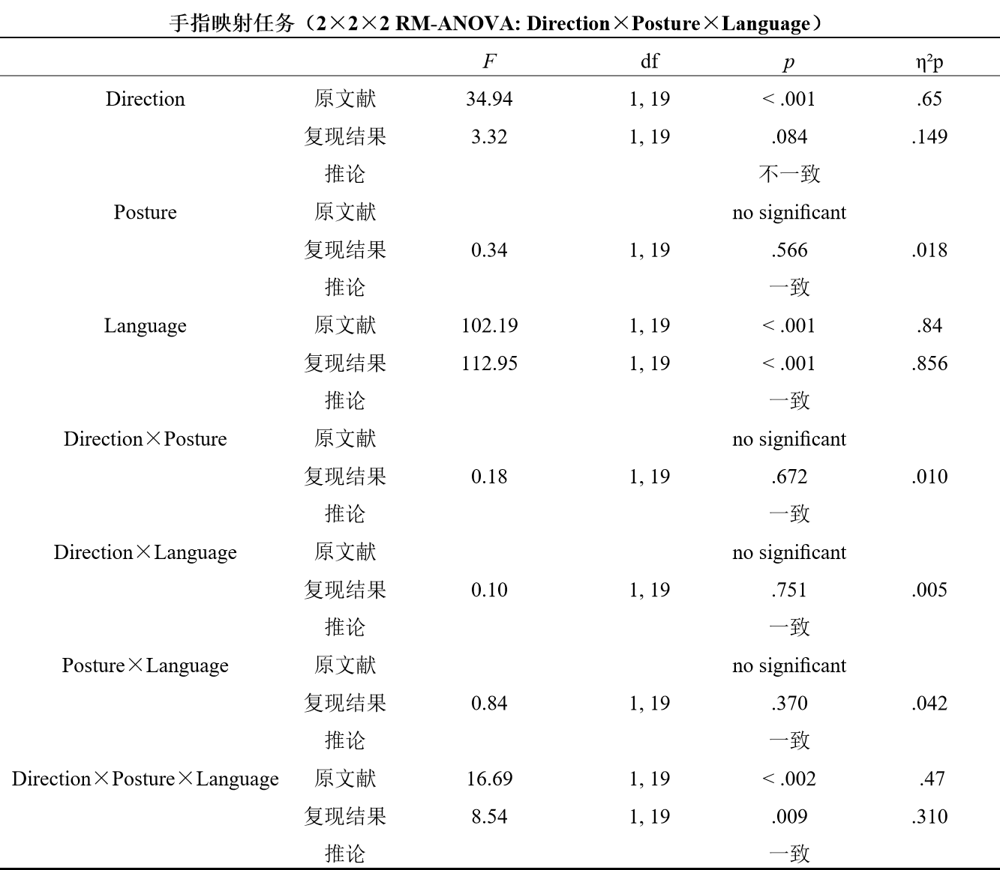 手指映射任务（2×2×2 RM-ANOVA: Direction×Posture×Language）
F df p η²p
Direction 原文献 34.94 1, 19 < .001 .65
复现结果 3.32 1, 19 .084 .149
推论 不一致
Posture 原文献 no significant
复现结果 0.34 1, 19 .566 .018
推论 一致
Language 原文献 102.19 1, 19 < .001 .84
复现结果 112.95 1, 19 < .001 .856
推论 一致
Direction×Posture 原文献 no significant
复现结果 0.18 1, 19 .672 .010
推论 一致
Direction×Language 原文献 no significant
复现结果 0.10 1, 19 .751 .005
推论 一致
Posture×Language 原文献 no significant
复现结果 0.84 1, 19 .370 .042
推论 一致
Direction×Posture×Language 原文献 16.69 1, 19 < .002 .47
复现结果 8.54 1, 19 .009 .310
推论 一致